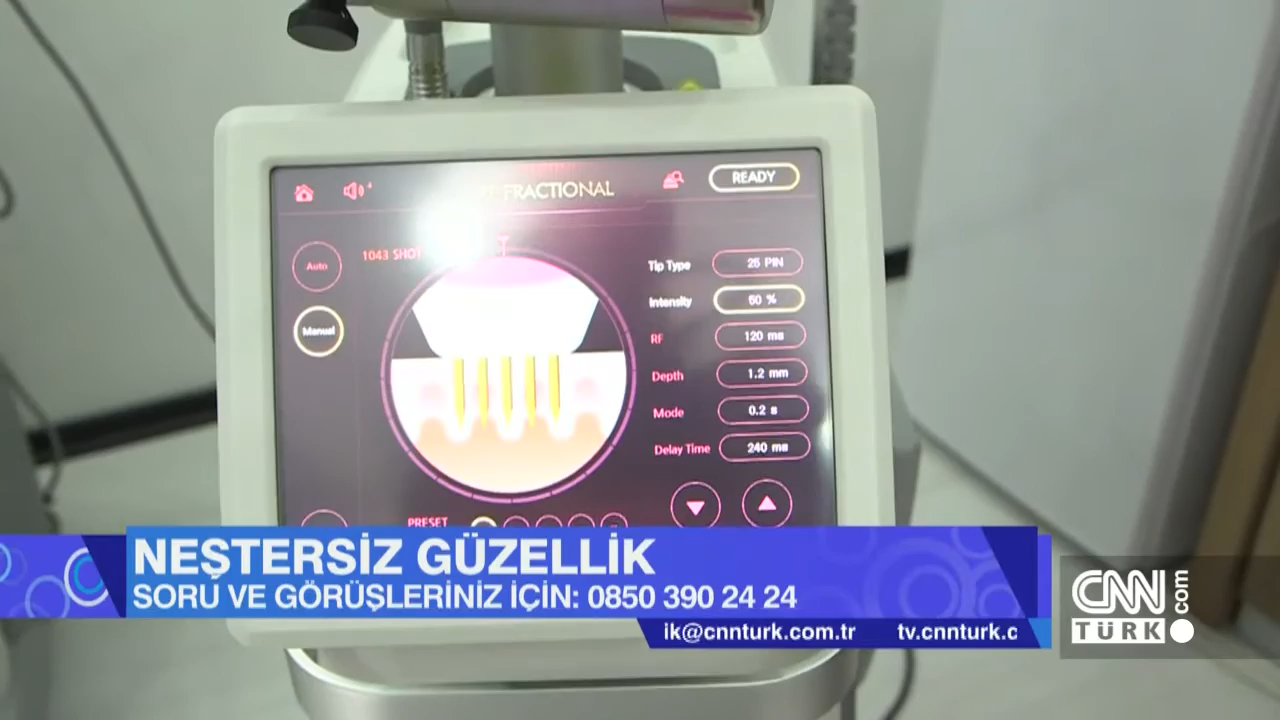 FRACTIONAL
READY
1043 SHOT
Auto
Manual
Tip Type 25 PIN
Intensity 50 %
RF 120 ms
Depth 1.2 mm
Mode 0.2 s
Delay Time 240 ms
PRESET
NEŞTERSİZ GÜZELLİK
SORU VE GÖRÜŞLERİNİZ İÇİN: 0850 390 24 24
ik@cnnturk.com.tr tv.cnnturk.c
CNN
TÜRK
.com